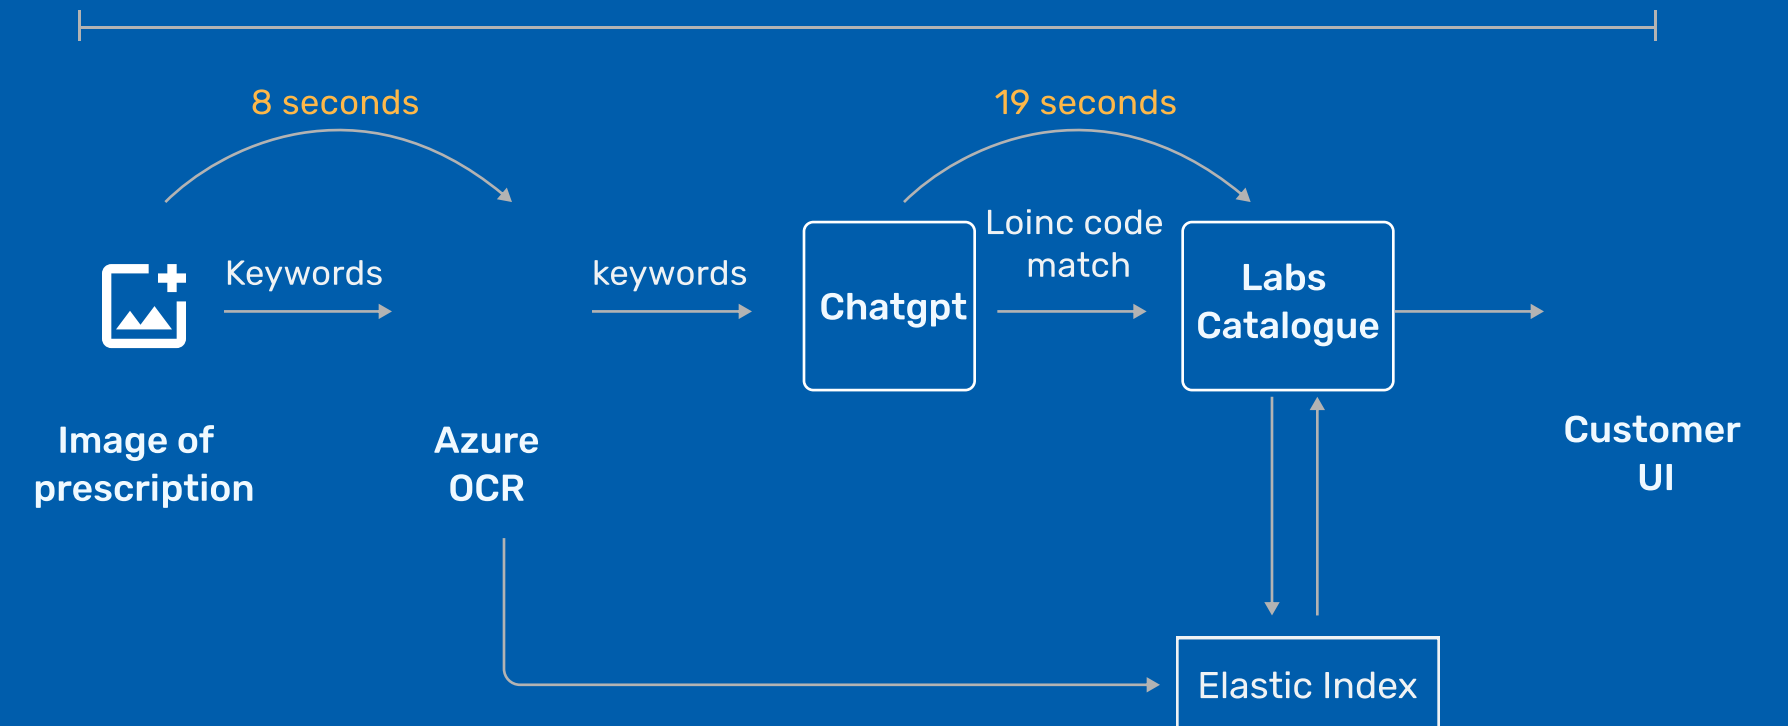 8 seconds
19 seconds
Keywords
keywords
Chatgpt
Loinc code
match
Labs
Catalogue
Image of
prescription
Azure
OCR
Customer
UI
Elastic Index